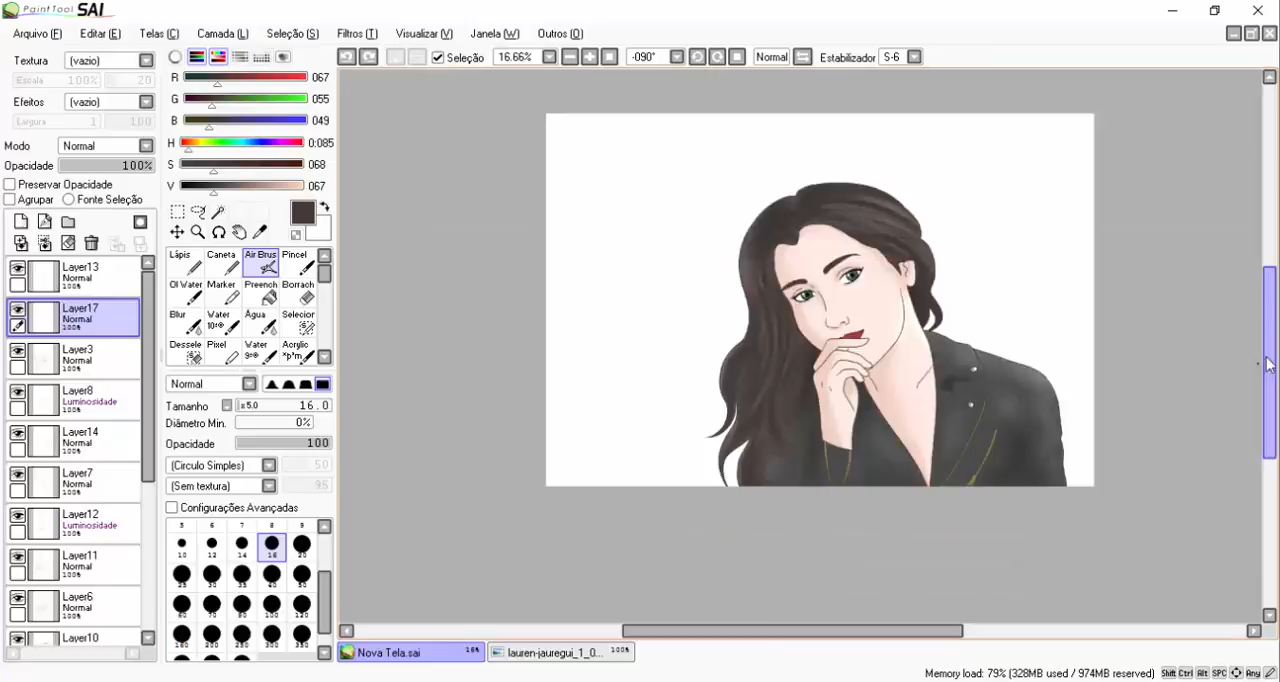 PaintTool SAI
Arquivo (F) Editar (E) Telas (C) Camada (L) Seleção (S) Filtros (T) Visualizar (V) Janela (W) Outros (O)
Textura (vazio)
Escala 100% 20
Efeitos (vazio)
Largura 1 100
Modo Normal
Opacidade 100%
Preservar Opacidade
Agrupar Fonte Seleção
Layer13
Normal
100%
Layer17
Normal
100%
Layer3
Normal
100%
Layer8
Luminosidade
100%
Layer14
Normal
100%
Layer7
Normal
100%
Layer12
Luminosidade
100%
Layer11
Normal
100%
Layer6
Normal
100%
Layer10
Normal
R 067
G 055
B 049
H 0:085
S 068
V 067
Lápis Caneta Air Brus Pincel
Ol Water Marker Preench Borrach
Blur Water Água Selecior
Dessele Pixel Water Acrylic
Normal
Tamanho x5.0 16.0
Diâmetro Min. 0%
Opacidade 100
(Circulo Simples) 50
(Sem textura) 95
Configurações Avançadas
5 6 7 8 9
10 12 14 16 20
25 30 35 40 50
60 70 80 100 120
160 200 250 300 350
Seleção 16.66% -090° Normal Estabilizador S-6
Nova Tela.sai 16% lauren-jauregui_1_0... 100%
Memory load: 79% (328MB used / 974MB reserved) Shift Ctrl Alt SPC Any